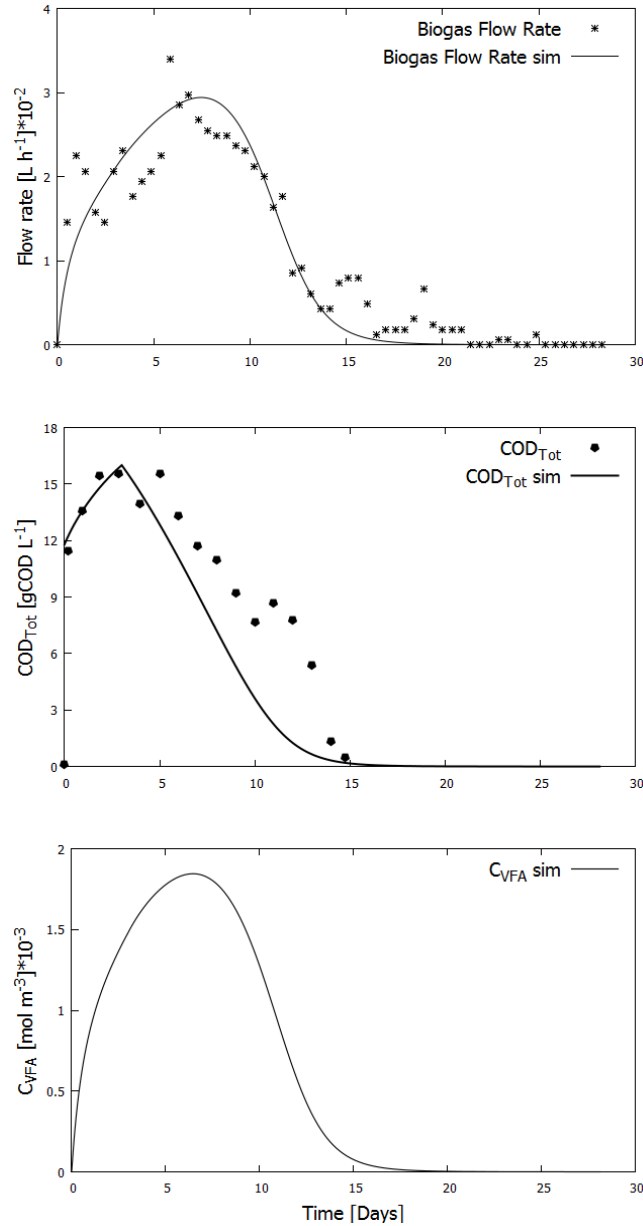 4
3
2
1
0
Flow rate [L h⁻¹]*10⁻²
Biogas Flow Rate
Biogas Flow Rate sim
0 5 10 15 20 25 30
18
15
12
9
6
3
0
COD_Tot [gCOD L⁻¹]
COD_Tot
COD_Tot sim
0 5 10 15 20 25 30
2
1.5
1
0.5
0
C_VFA [mol m⁻³]*10⁻³
C_VFA sim
0 5 10 15 20 25 30
Time [Days]